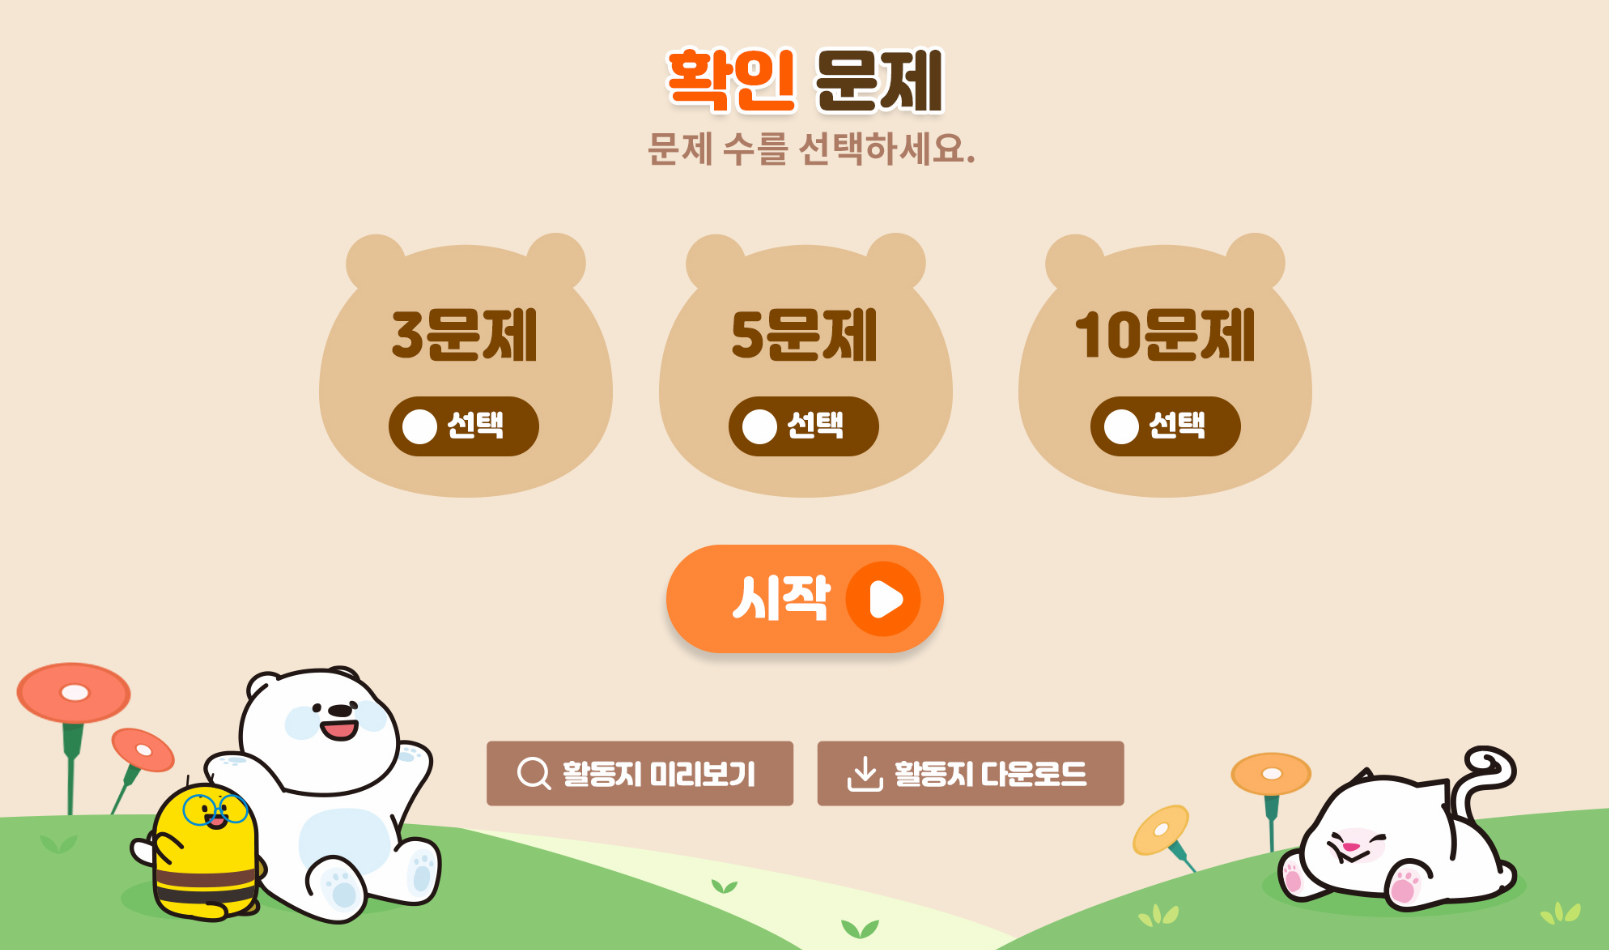 확인 문제
문제 수를 선택하세요.
3문제
선택
5문제
선택
10문제
선택
시작
활동지 미리보기
활동지 다운로드